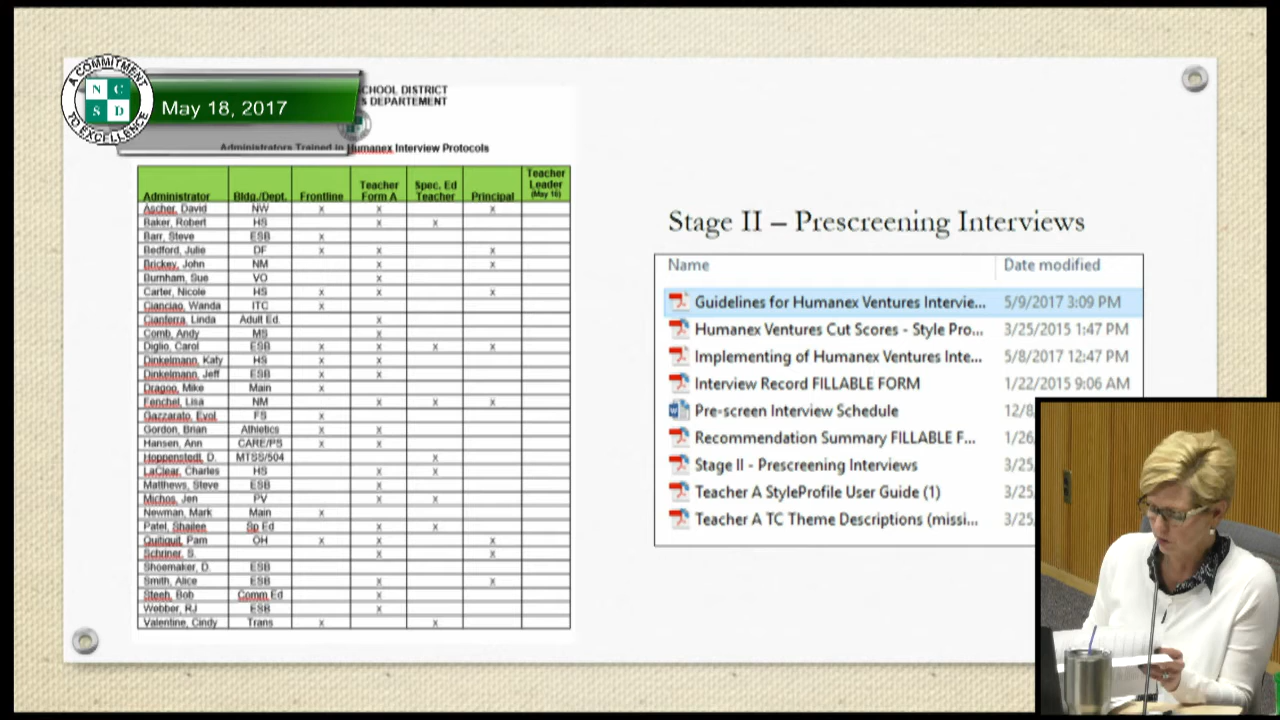 A COMMITMENT
TO EXCELLENCE
N C
S D
May 18, 2017
CHOOL DISTRICT
S DEPARTEMENT
Administrators Trained in Humanex Interview Protocols
Administrator Bldg./Dept. Frontline Teacher Form A Spec. Ed Teacher Principal Teacher Leader (May 16)
Ascher, David NW x x x
Baker, Robert HS x x
Barr, Steve ESB x
Bedford, Julie DF x x x
Brickey, John NM x x
Burnham, Sue VO x
Carter, Nicole HS x x x
Cianciao, Wanda ITC x
Cianferra, Linda Adult Ed. x
Comb, Andy MS x
Diglio, Carol ESB x x x x
Dinkelmann, Katy HS x x
Dinkelmann, Jeff ESB x x
Dragoo, Mike Main x
Fenchel, Lisa NM x x x
Gazzarato, Evol FS x
Gordon, Brian Athletics x x
Hansen, Ann CARE/PS x x
Hoppenstedt, D. MTSS/504 x
LaClear, Charles HS x x
Matthews, Steve ESB x
Michos, Jen PV x x
Newman, Mark Main x
Patel, Shailee Sp Ed x x
Quitiquit, Pam OH x x x
Schriner, S. x x
Shoemaker, D. ESB
Smith, Alice ESB x x
Steeh, Bob Comm Ed x
Webber, RJ ESB x
Valentine, Cindy Trans x x
Stage II – Prescreening Interviews
Name Date modified
Guidelines for Humanex Ventures Intervie... 5/9/2017 3:09 PM
Humanex Ventures Cut Scores - Style Pro... 3/25/2015 1:47 PM
Implementing of Humanex Ventures Inte... 5/8/2017 12:47 PM
Interview Record FILLABLE FORM 1/22/2015 9:06 AM
Pre-screen Interview Schedule 12/8
Recommendation Summary FILLABLE F... 1/26
Stage II - Prescreening Interviews 3/25
Teacher A StyleProfile User Guide (1) 3/25
Teacher A TC Theme Descriptions (missi... 3/25